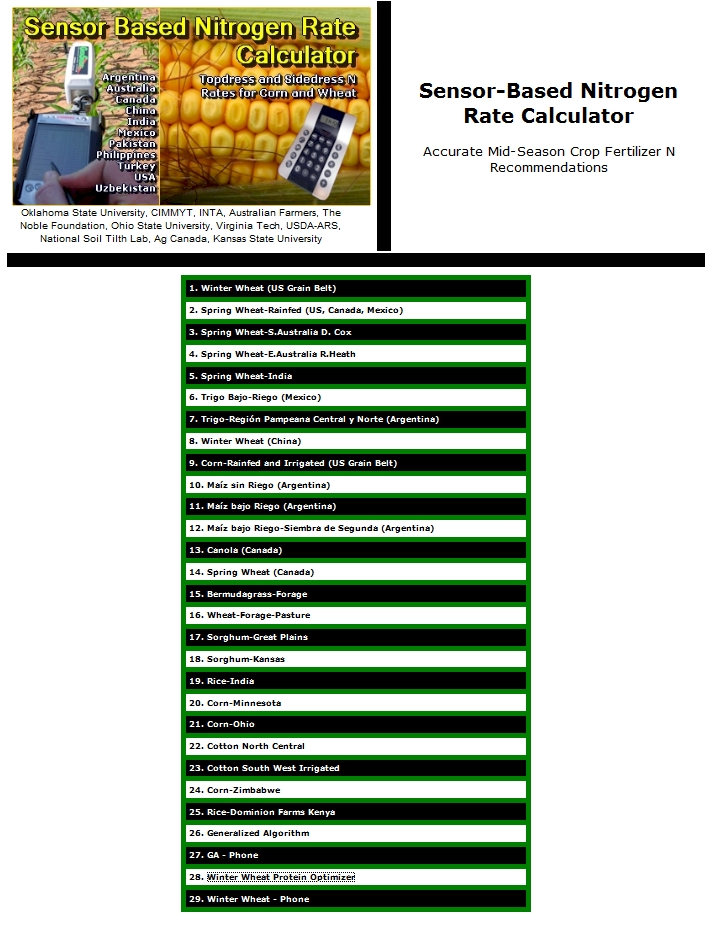 Sensor Based Nitrogen Rate
Calculator
Topdress and Sidedress N
Rates for Corn and Wheat
Argentina
Australia
Canada
China
India
Mexico
Pakistan
Philippines
Turkey
USA
Uzbekistan
Oklahoma State University, CIMMYT, INTA, Australian Farmers, The
Noble Foundation, Ohio State University, Virginia Tech, USDA-ARS,
National Soil Tilth Lab, Ag Canada, Kansas State University
Sensor-Based Nitrogen
Rate Calculator
Accurate Mid-Season Crop Fertilizer N
Recommendations
1. Winter Wheat (US Grain Belt)
2. Spring Wheat-Rainfed (US, Canada, Mexico)
3. Spring Wheat-S.Australia D. Cox
4. Spring Wheat-E.Australia R.Heath
5. Spring Wheat-India
6. Trigo Bajo-Riego (Mexico)
7. Trigo-Región Pampeana Central y Norte (Argentina)
8. Winter Wheat (China)
9. Corn-Rainfed and Irrigated (US Grain Belt)
10. Maíz sin Riego (Argentina)
11. Maíz bajo Riego (Argentina)
12. Maíz bajo Riego-Siembra de Segunda (Argentina)
13. Canola (Canada)
14. Spring Wheat (Canada)
15. Bermudagrass-Forage
16. Wheat-Forage-Pasture
17. Sorghum-Great Plains
18. Sorghum-Kansas
19. Rice-India
20. Corn-Minnesota
21. Corn-Ohio
22. Cotton North Central
23. Cotton South West Irrigated
24. Corn-Zimbabwe
25. Rice-Dominion Farms Kenya
26. Generalized Algorithm
27. GA - Phone
28. Winter Wheat Protein Optimizer
29. Winter Wheat - Phone